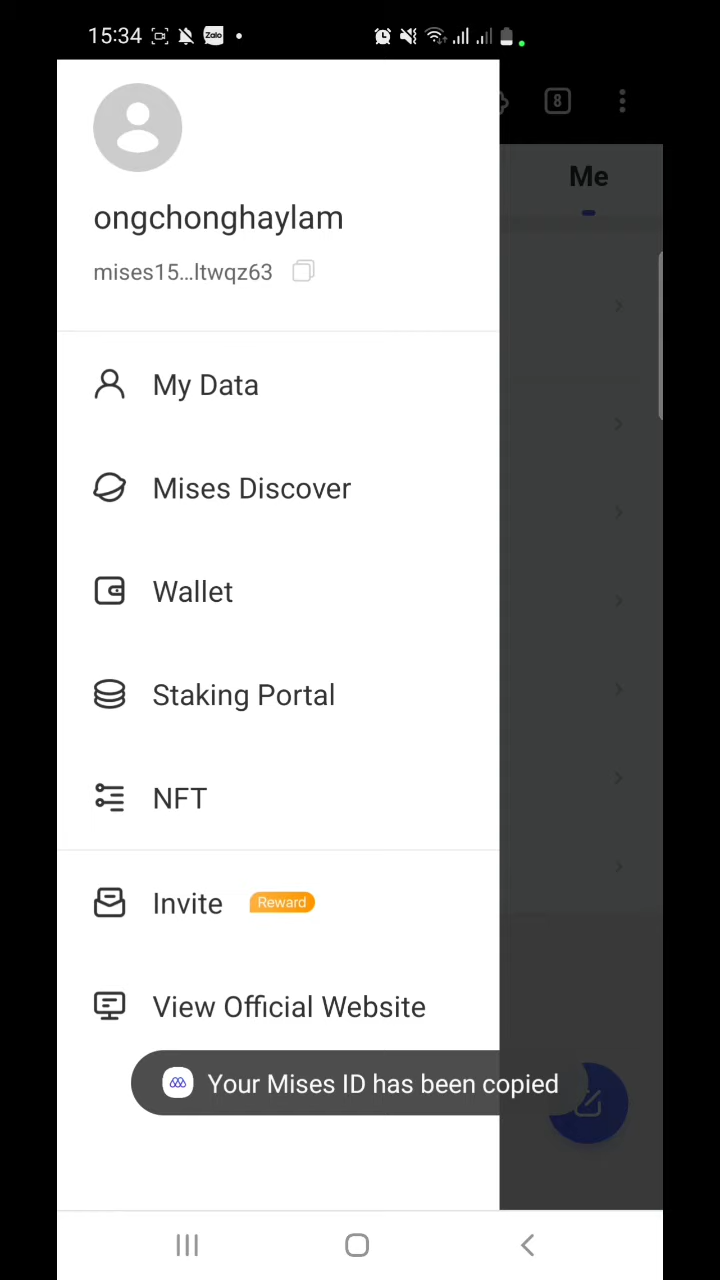 15:34
Zalo
8
Me
ongchonghaylam
mises15...ltwqz63
My Data
Mises Discover
Wallet
Staking Portal
NFT
Invite Reward
View Official Website
Your Mises ID has been copied